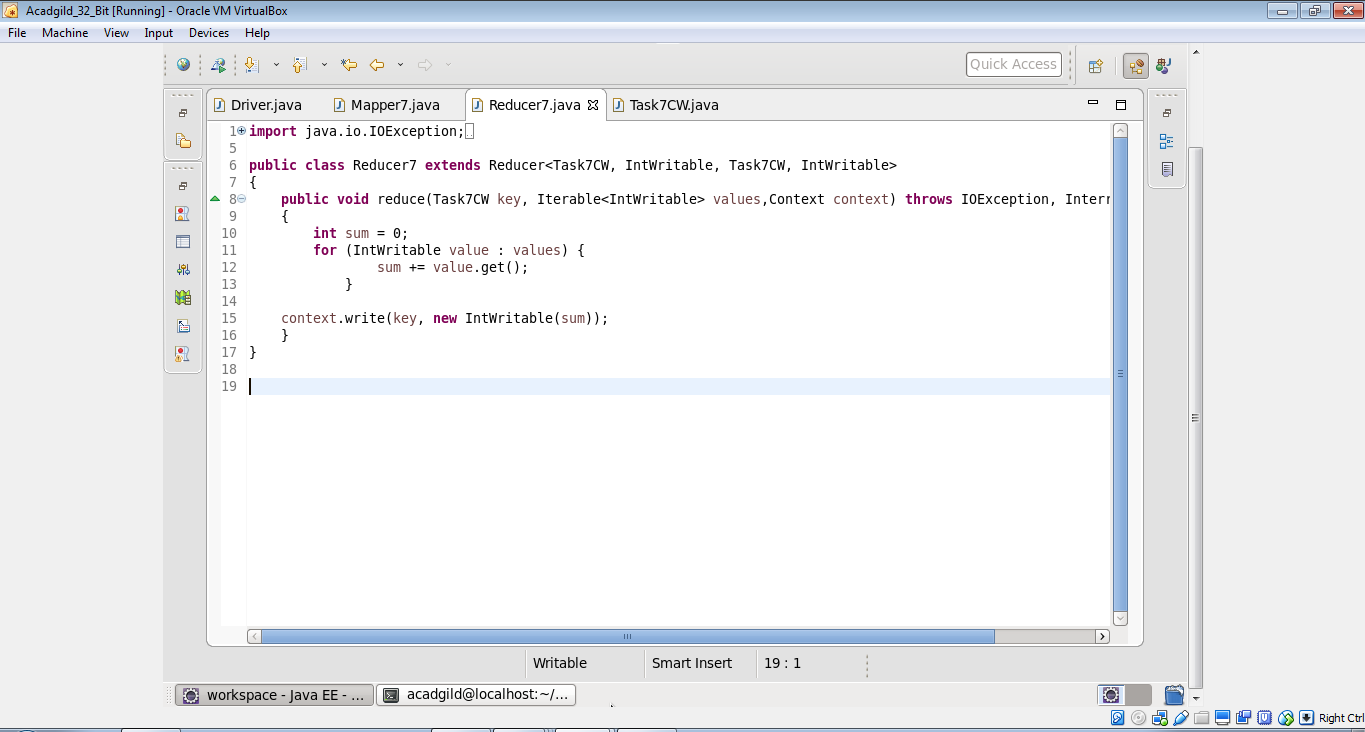 Acadgild_32_Bit [Running] - Oracle VM VirtualBox
File Machine View Input Devices Help
Quick Access
Driver.java Mapper7.java Reducer7.java Task7CW.java
1 import java.io.IOException;
5
6 public class Reducer7 extends Reducer<Task7CW, IntWritable, Task7CW, IntWritable>
7 {
8 public void reduce(Task7CW key, Iterable<IntWritable> values,Context context) throws IOException, Interr
9 {
10 int sum = 0;
11 for (IntWritable value : values) {
12 sum += value.get();
13 }
14
15 context.write(key, new IntWritable(sum));
16 }
17 }
18
19
Writable Smart Insert 19 : 1
workspace - Java EE - ... acadgild@localhost:~/...
Right Ctrl